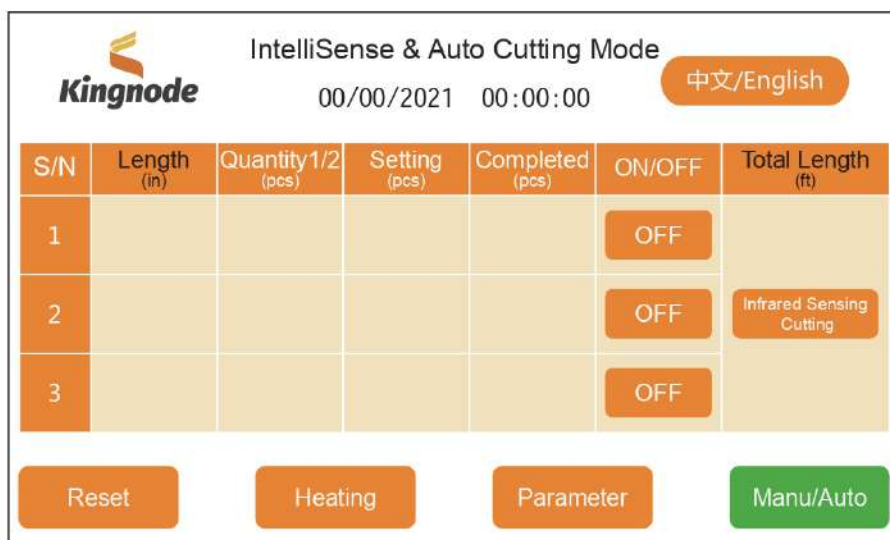 IntelliSense & Auto Cutting Mode
Kingnode
00/00/2021 00:00:00
中文/English
S/N Length (in) Quantity1/2 (pcs) Setting (pcs) Completed (pcs) ON/OFF Total Length (ft)
1 OFF
2 OFF Infrared Sensing Cutting
3 OFF
Reset Heating Parameter Manu/Auto